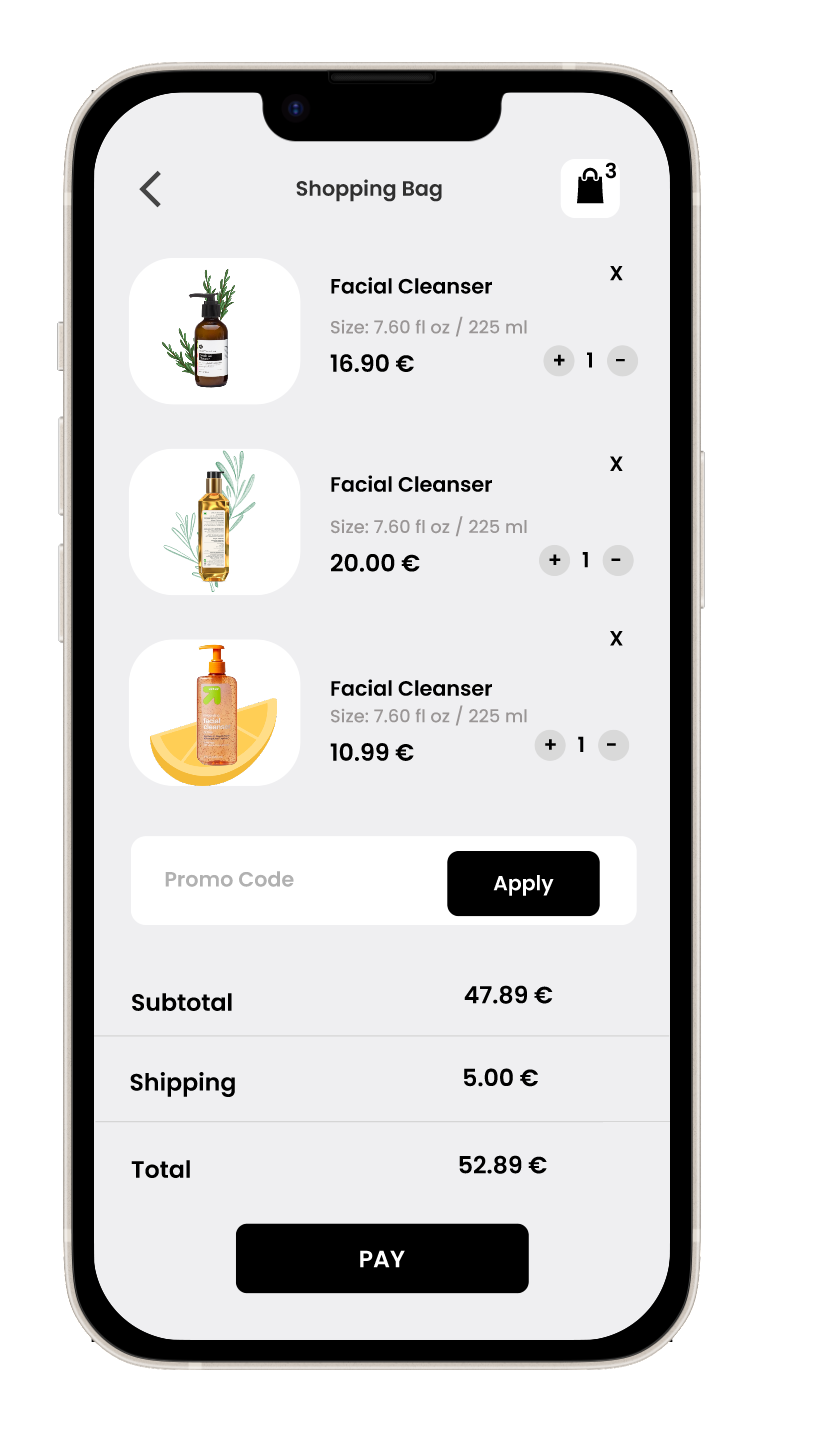 Shopping Bag
3
Facial Cleanser
X
Size: 7.60 fl oz / 225 ml
16.90 €
+ 1 -
X
Facial Cleanser
Size: 7.60 fl oz / 225 ml
20.00 €
+ 1 -
X
Facial Cleanser
Size: 7.60 fl oz / 225 ml
10.99 €
+ 1 -
facial
cleanser
Promo Code
Apply
Subtotal
47.89 €
Shipping
5.00 €
Total
52.89 €
PAY